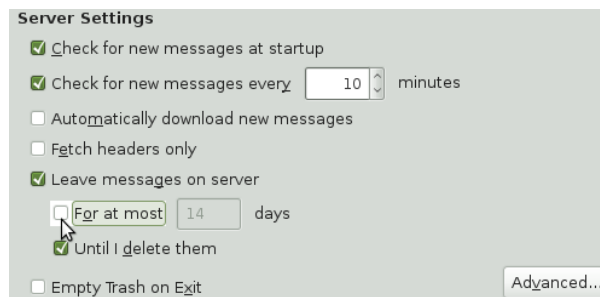 Server Settings
Check for new messages at startup
Check for new messages every 10 minutes
Automatically download new messages
Fetch headers only
Leave messages on server
For at most 14 days
Until I delete them
Empty Trash on Exit
Advanced...